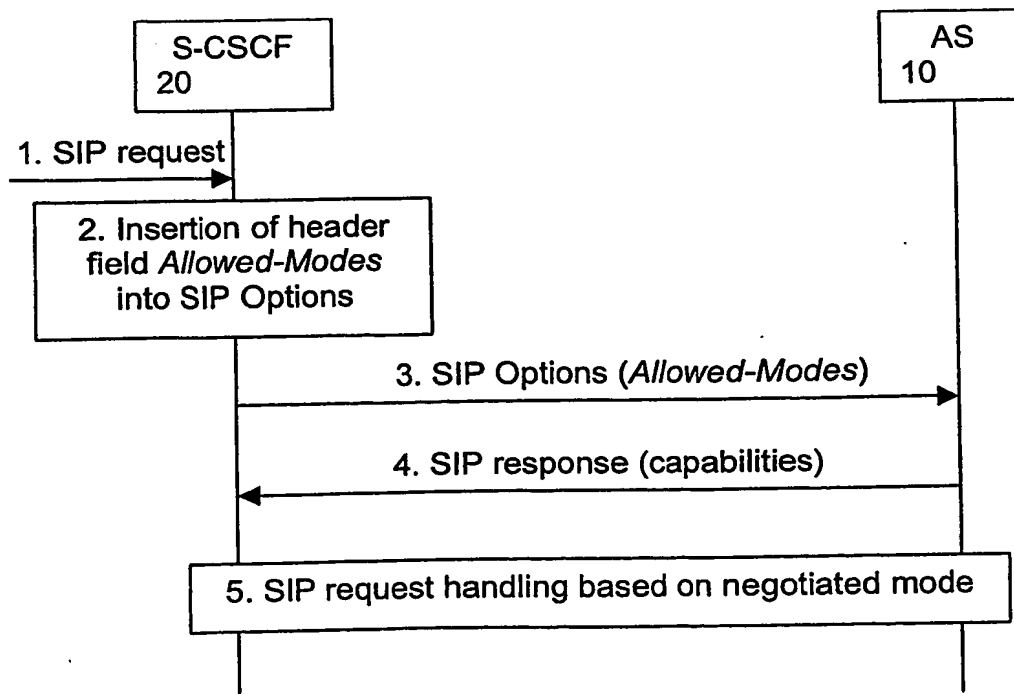 S-CSCF
20
AS
10
1. SIP request
2. Insertion of header
field Allowed-Modes
into SIP Options
3. SIP Options (Allowed-Modes)
4. SIP response (capabilities)
5. SIP request handling based on negotiated mode